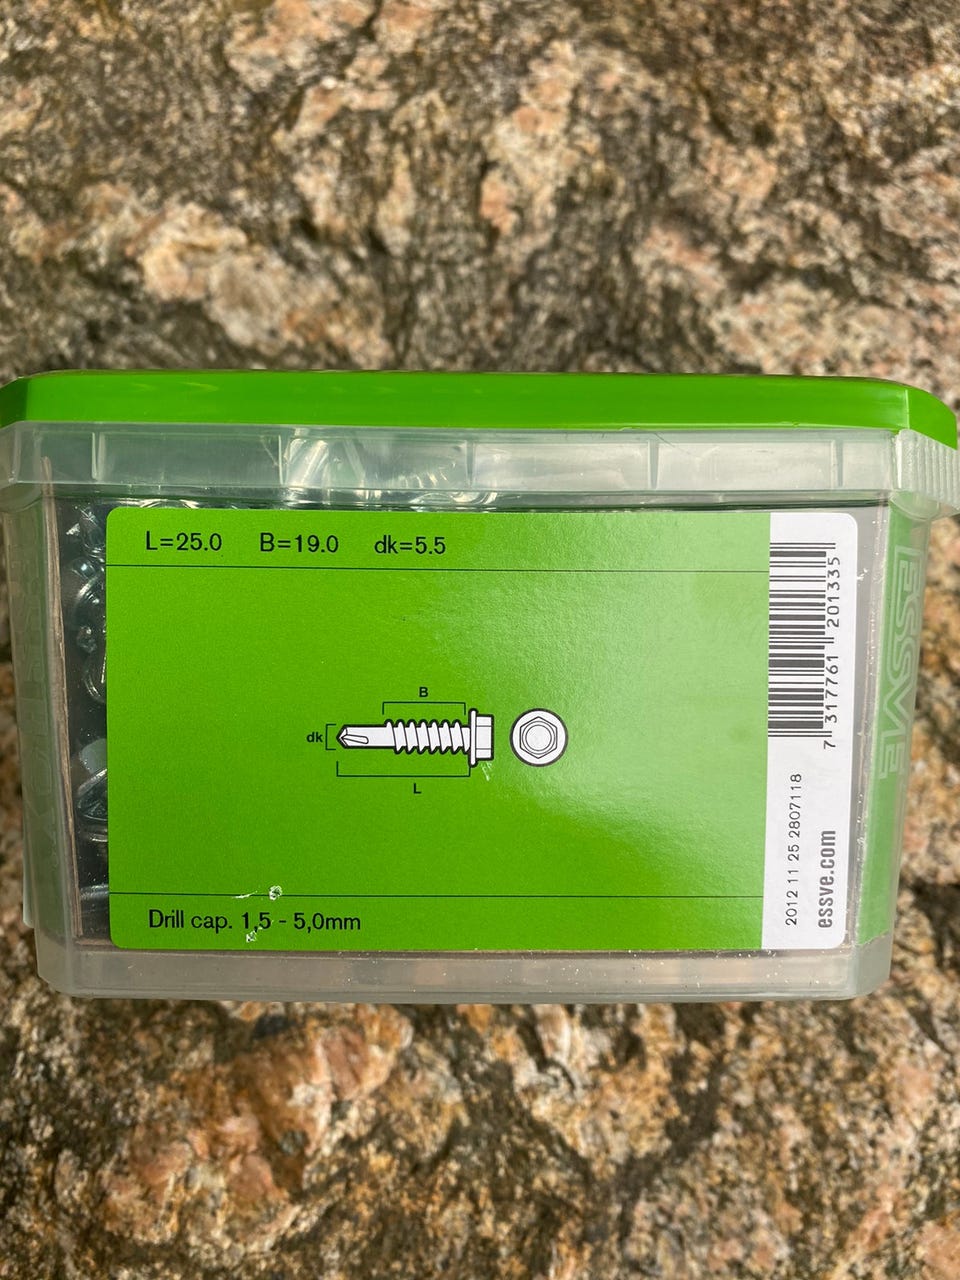 L=25.0 B=19.0 dk=5.5
B
dk
L
Drill cap. 1,5 - 5,0mm
7 317761 201335
2012 11 25 2807118
essve.com
ESSVE